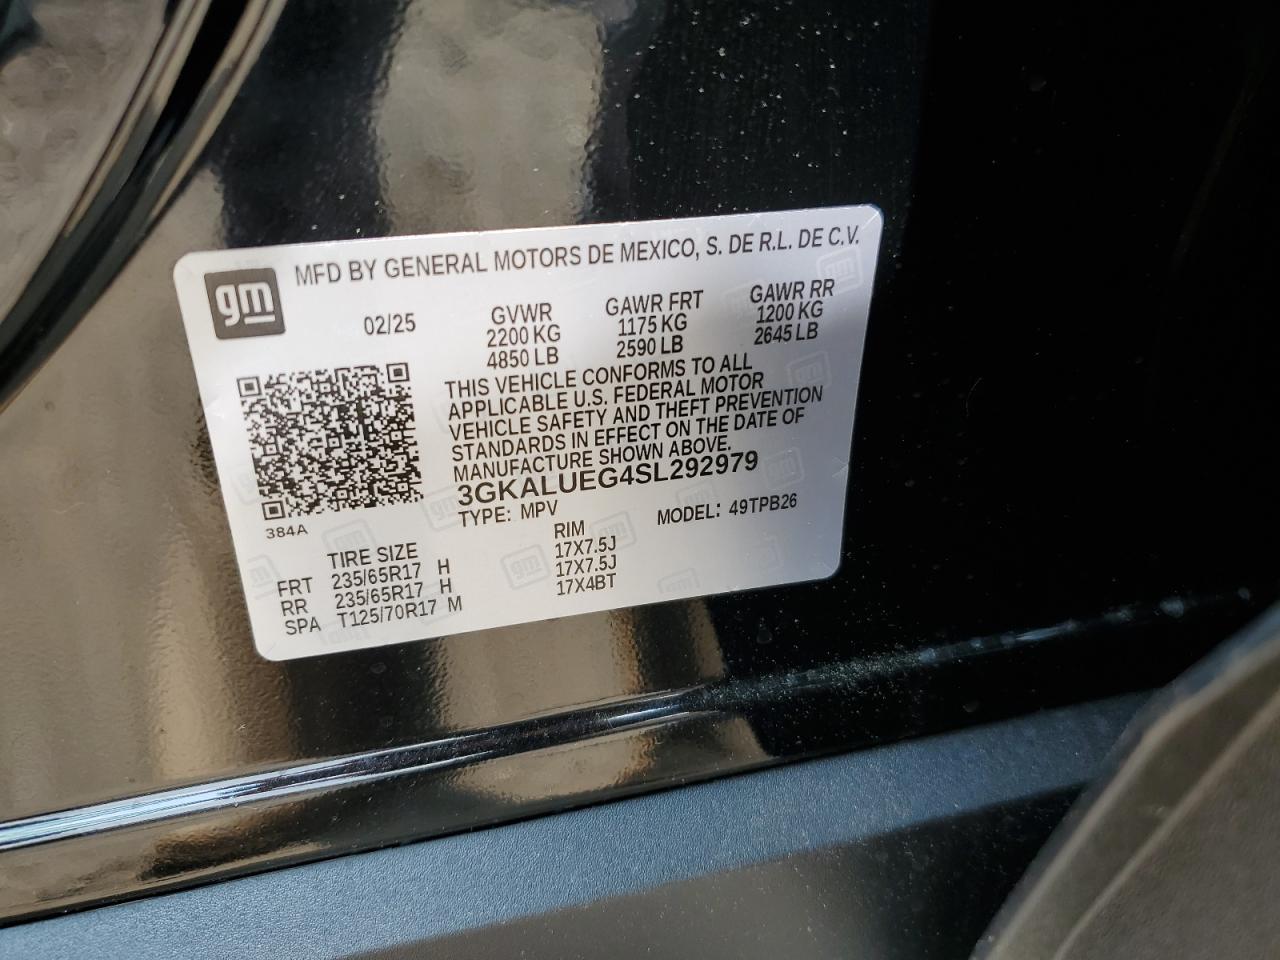 gm
MFD BY GENERAL MOTORS DE MEXICO, S. DE R.L. DE C.V.
02/25 GVWR GAWR FRT GAWR RR
2200 KG 1175 KG 1200 KG
4850 LB 2590 LB 2645 LB
THIS VEHICLE CONFORMS TO ALL
APPLICABLE U.S. FEDERAL MOTOR
VEHICLE SAFETY AND THEFT PREVENTION
STANDARDS IN EFFECT ON THE DATE OF
MANUFACTURE SHOWN ABOVE.
3GKALUEG4SL292979
TYPE: MPV MODEL: 49TPB26
384A
TIRE SIZE RIM
FRT 235/65R17 H 17X7.5J
RR 235/65R17 H 17X7.5J
SPA T125/70R17 M 17X4BT